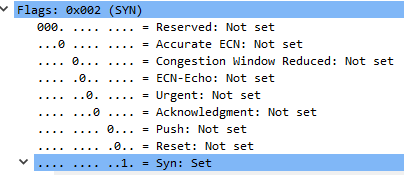 Flags: 0x002 (SYN)
000. .... .... = Reserved: Not set
...0 .... .... = Accurate ECN: Not set
.... 0... .... = Congestion Window Reduced: Not set
.... .0.. .... = ECN-Echo: Not set
.... ..0. .... = Urgent: Not set
.... ...0 .... = Acknowledgment: Not set
.... .... 0... = Push: Not set
.... .... .0.. = Reset: Not set
.... .... ..1. = Syn: Set